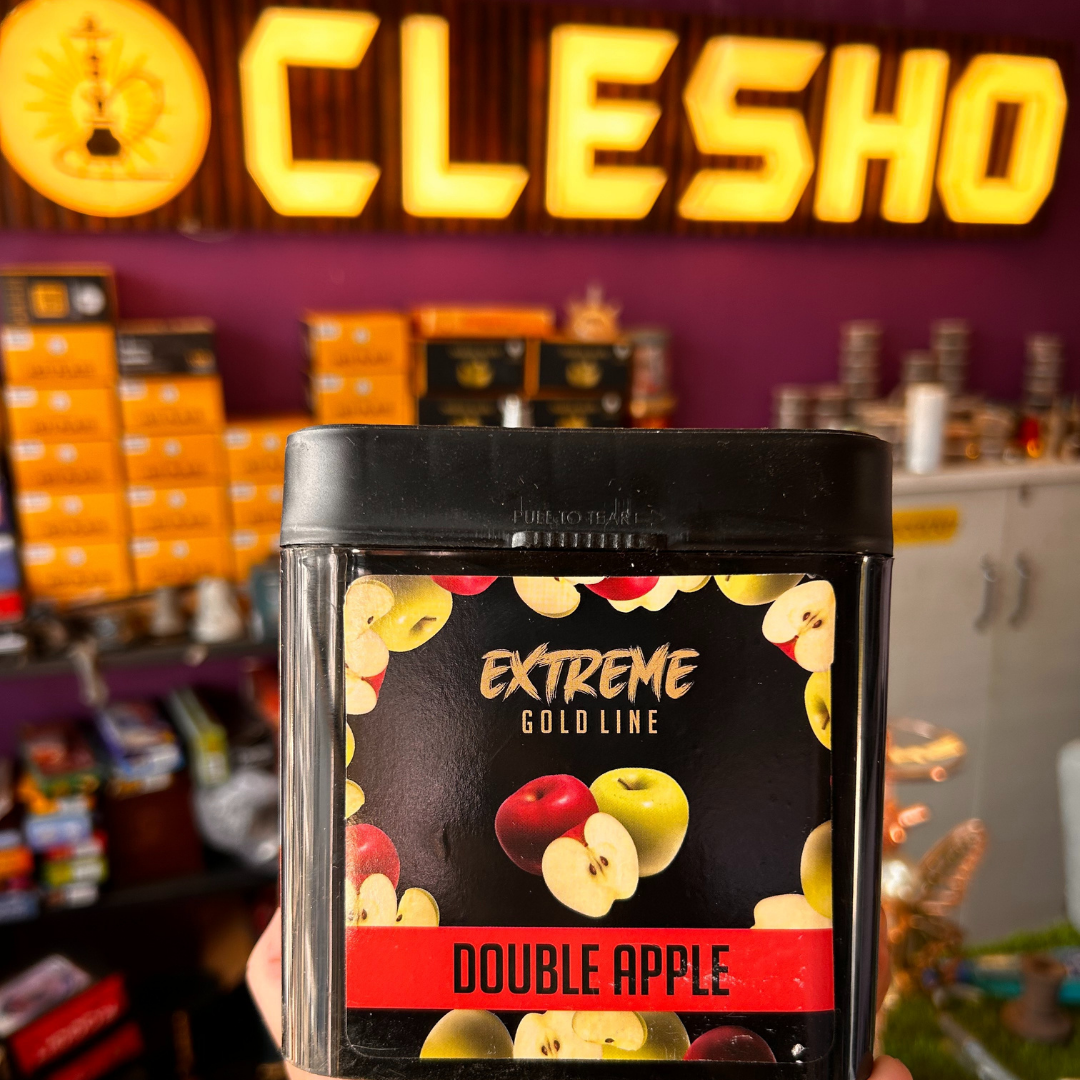 CLESHO
PULL TO TEAR
EXTREME
GOLD LINE
DOUBLE APPLE